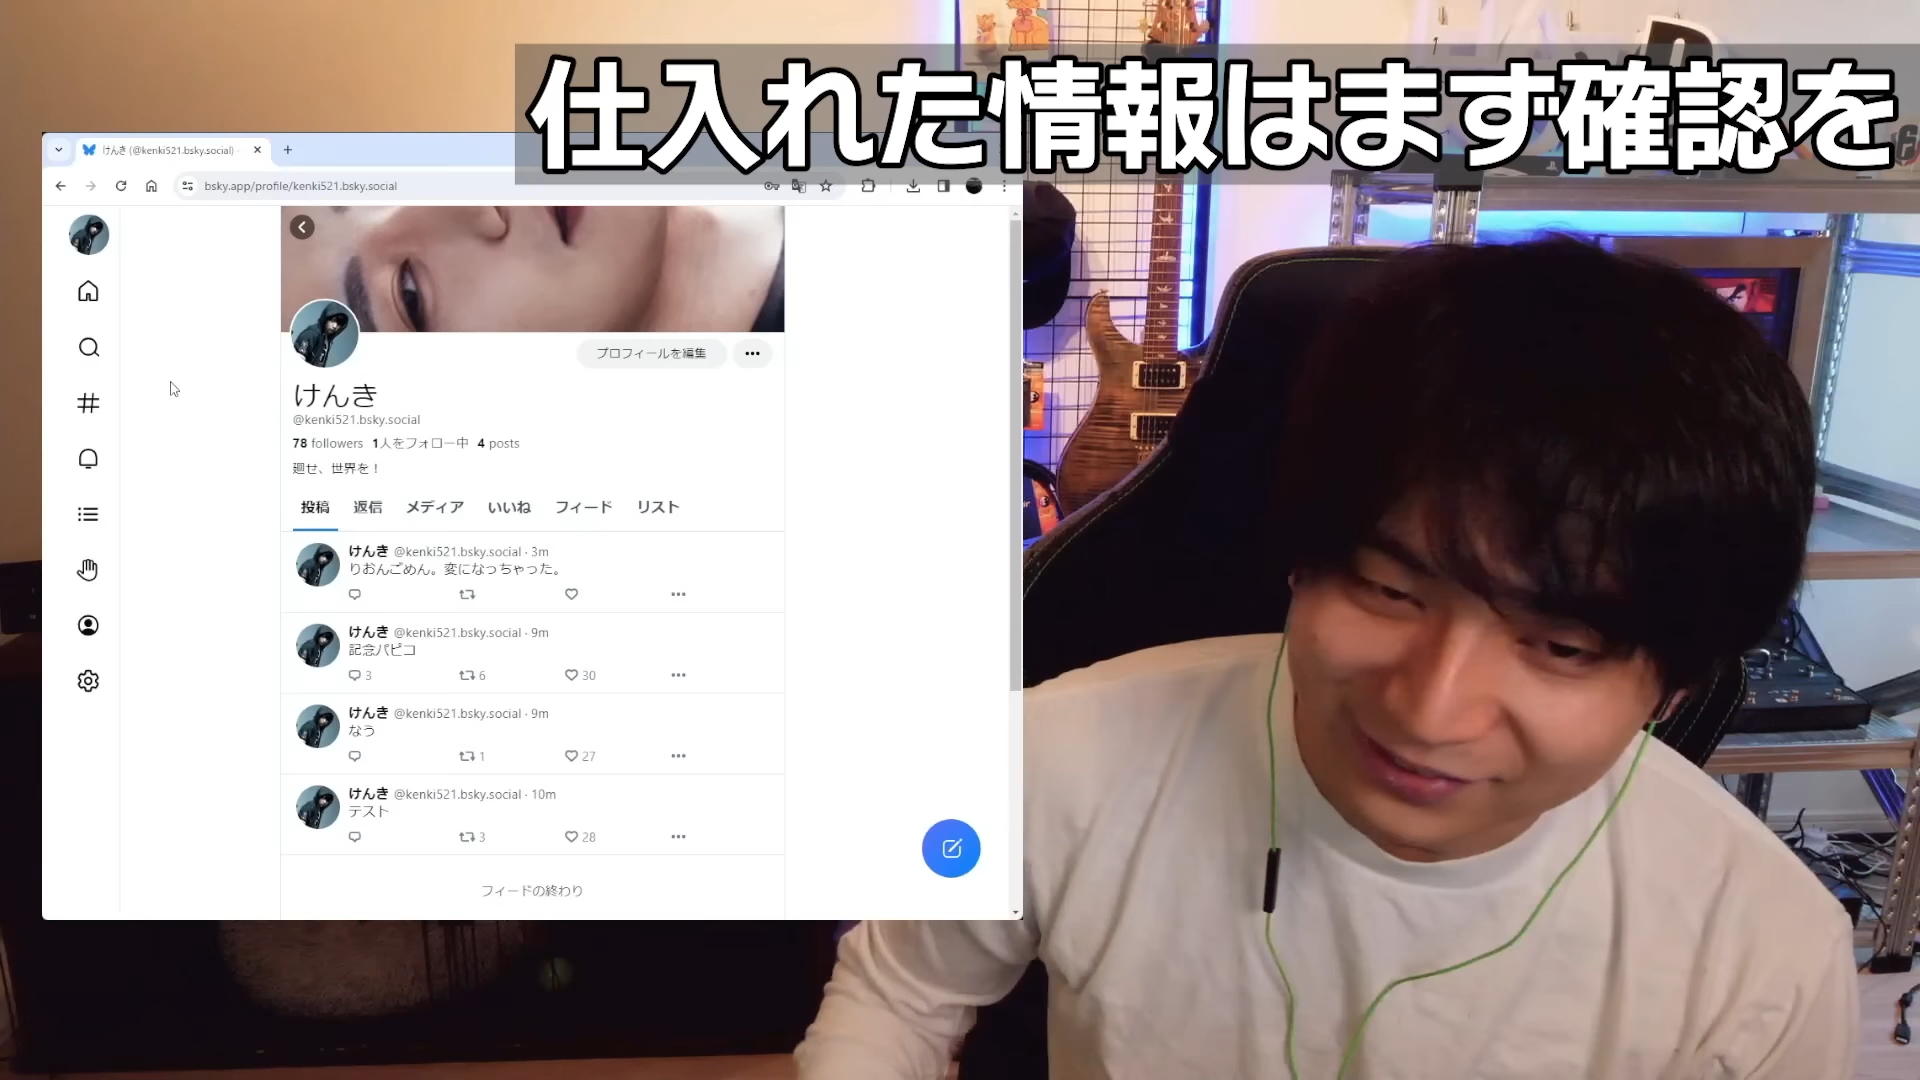 仕入れた情報はまず確認を
けんき (@kenki521.bsky.social)
bsky.app/profile/kenki521.bsky.social
プロフィールを編集
けんき
@kenki521.bsky.social
78 followers 1人をフォロー中 4 posts
廻せ、世界を！
投稿 返信 メディア いいね フィード リスト
けんき @kenki521.bsky.social · 3m
りおんごめん。変になっちゃった。
けんき @kenki521.bsky.social · 9m
記念パピコ
3 6 30
けんき @kenki521.bsky.social · 9m
なう
1 27
けんき @kenki521.bsky.social · 10m
テスト
3 28
フィードの終わり